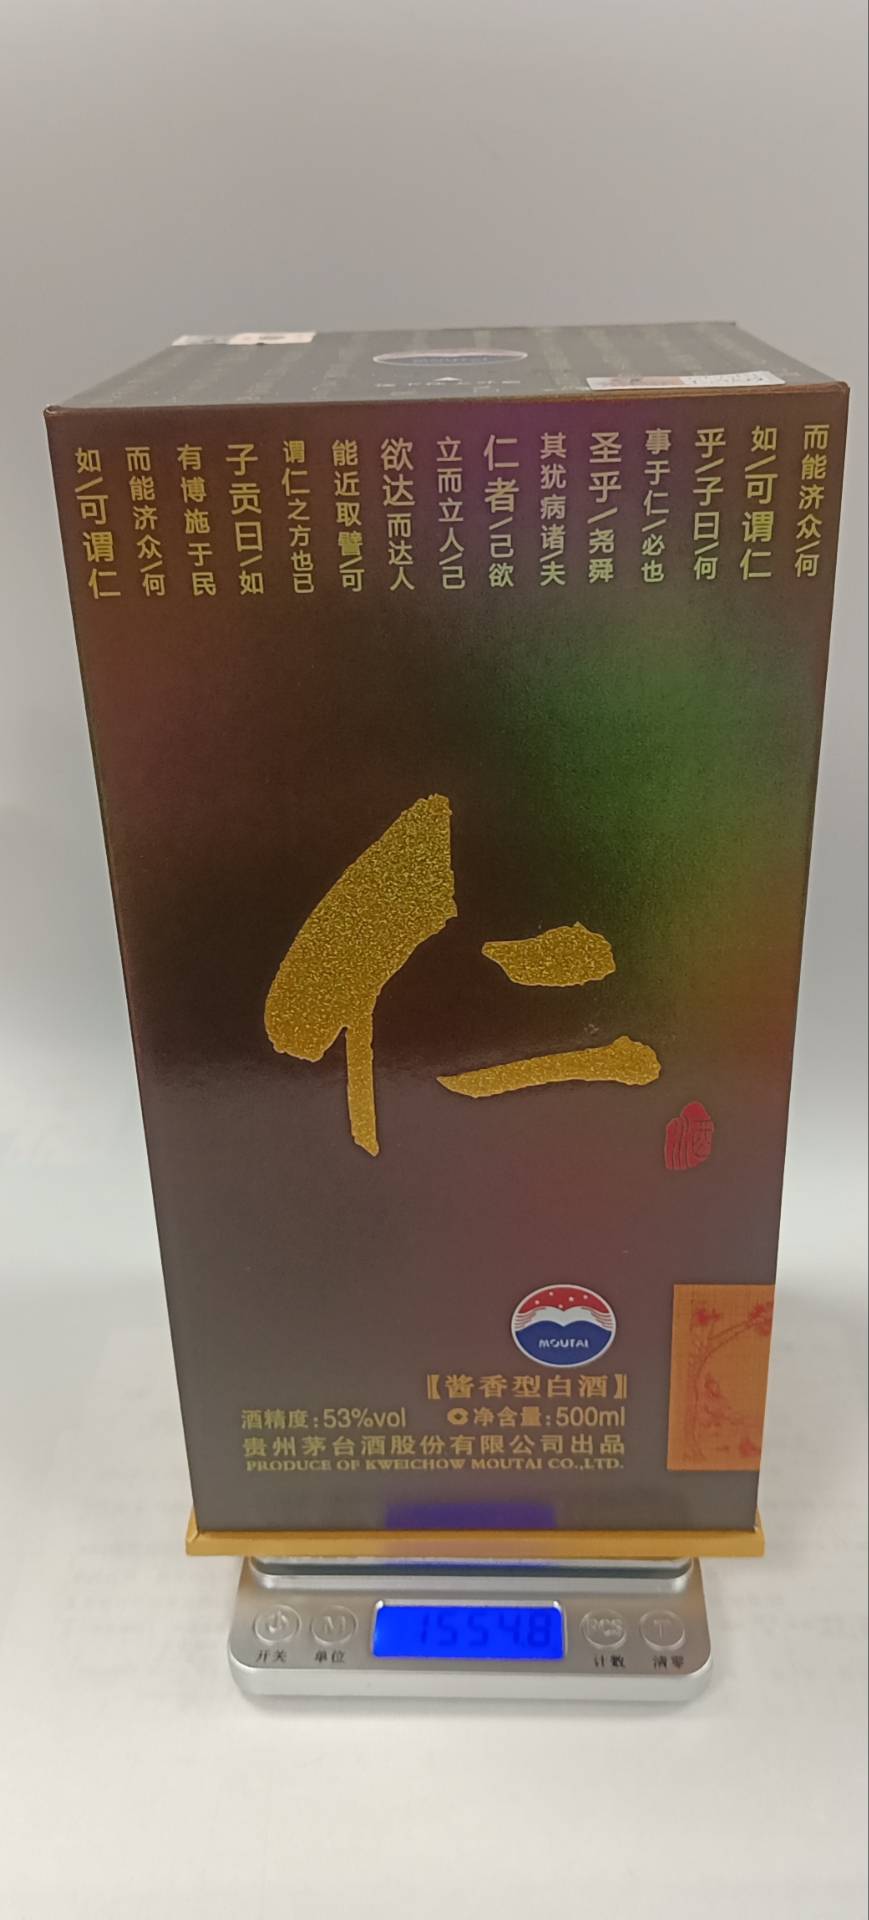 如/可谓仁
而能济众/何
有博施于民
子贡曰/如
谓仁之方也已
能近取譬/可
欲达而达人
立而立人/己
仁者/己欲
其犹病诸/夫
圣乎/尧舜
事于仁/必也
乎/子曰/何
如/可谓仁
而能济众/何
仁
酒
MOUTAI
【酱香型白酒】
酒精度:53%vol 净含量:500ml
贵州茅台酒股份有限公司出品
PRODUCE OF KWEICHOW MOUTAI CO.,LTD.
M 1554.8 PCS T
开关 单位 计数 清零